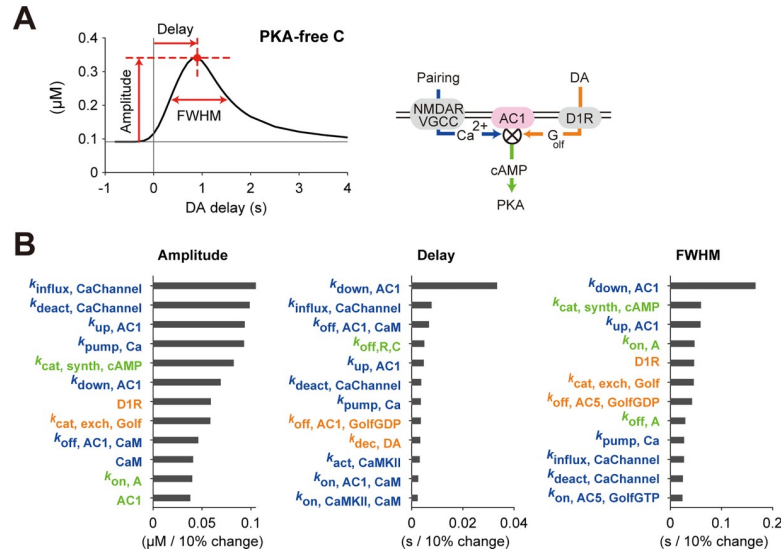 A
Delay
PKA-free C
(µM)
0.4
0.3
0.2
0.1
0
Amplitude
FWHM
-1 0 1 2 3 4
DA delay (s)
Pairing
DA
NMDAR
VGCC
AC1
D1R
Ca2+
Golf
cAMP
PKA
B
Amplitude
kinflux, CaChannel
kdeact, CaChannel
kup, AC1
kpump, Ca
kcat, synth, cAMP
kdown, AC1
D1R
kcat, exch, Golf
koff, AC1, CaM
CaM
kon, A
AC1
0 0.05 0.1
(µM / 10% change)
Delay
kdown, AC1
kinflux, CaChannel
koff, AC1, CaM
koff,R,C
kup, AC1
kdeact, CaChannel
kpump, Ca
koff, AC1, GolfGDP
kdec, DA
kact, CaMKII
kon, AC1, CaM
kon, CaMKII, CaM
0 0.02 0.04
(s / 10% change)
FWHM
kdown, AC1
kcat, synth, cAMP
kup, AC1
kon, A
D1R
kcat, exch, Golf
koff, AC5, GolfGDP
koff, A
kpump, Ca
kinflux, CaChannel
kdeact, CaChannel
kon, AC5, GolfGTP
0 0.1 0.2
(s / 10% change)